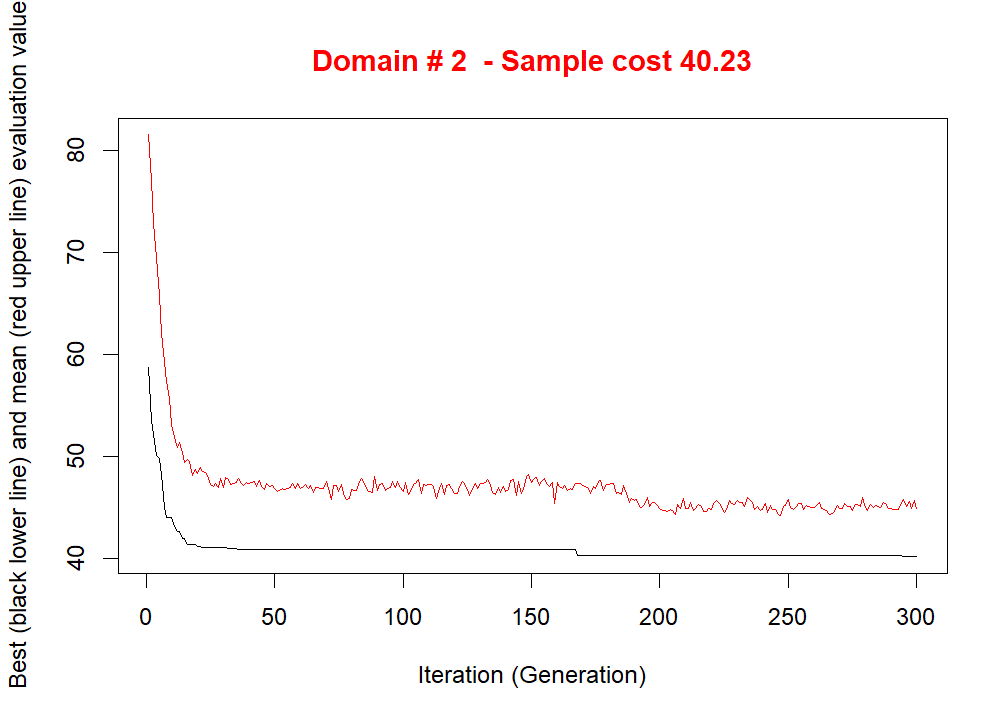 Domain # 2  - Sample cost 40.23
Best (black lower line) and mean (red upper line) evaluation value
80
70
60
50
40
0 50 100 150 200 250 300
Iteration (Generation)